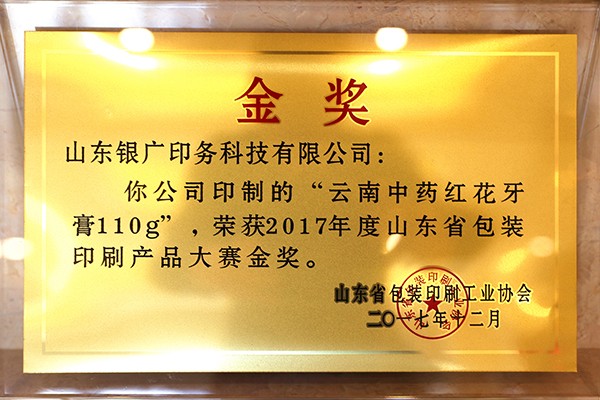 金奖
山东银广印务科技有限公司：
你公司印制的“云南中药红花牙
膏110g”，荣获2017年度山东省包装
印刷产品大赛金奖。
山东省包装印刷工业协会
二〇一七年十二月